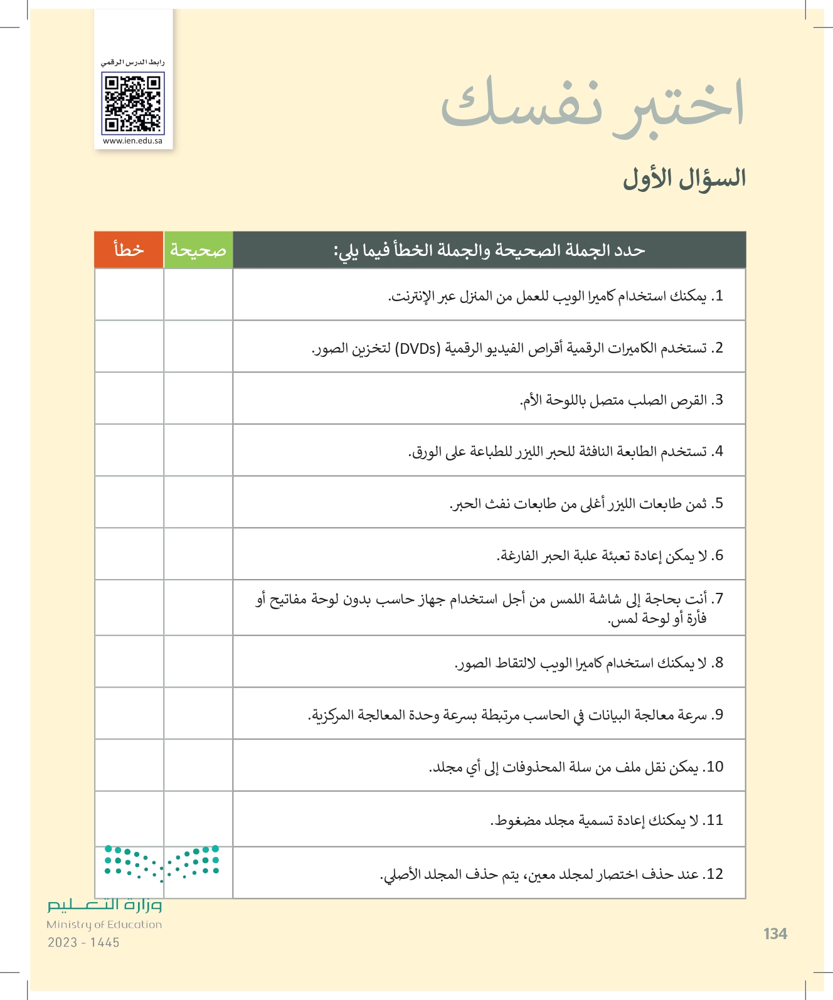 رابط الدرس الرقمي
www.ien.edu.sa
اختبر نفسك
السؤال الأول
حدد الجملة الصحيحة والجملة الخطأ فيما يلي: صحيحة خطأ
1. يمكنك استخدام كاميرا الويب للعمل من المنزل عبر الإنترنت.
2. تستخدم الكاميرات الرقمية أقراص الفيديو الرقمية (DVDs) لتخزين الصور.
3. القرص الصلب متصل باللوحة الأم.
4. تستخدم الطابعة النافثة للحبر الليزر للطباعة على الورق.
5. ثمن طابعات الليزر أغلى من طابعات نفث الحبر.
6. لا يمكن إعادة تعبئة علبة الحبر الفارغة.
7. أنت بحاجة إلى شاشة اللمس من أجل استخدام جهاز حاسب بدون لوحة مفاتيح أو
فأرة أو لوحة لمس.
8. لا يمكنك استخدام كاميرا الويب لالتقاط الصور.
9. سرعة معالجة البيانات في الحاسب مرتبطة بسرعة وحدة المعالجة المركزية.
10. يمكن نقل ملف من سلة المحذوفات إلى أي مجلد.
11. لا يمكنك إعادة تسمية مجلد مضغوط.
12. عند حذف اختصار لمجلد معين، يتم حذف المجلد الأصلي.
وزارة التعليم
Ministry of Education
2023 - 1445
134